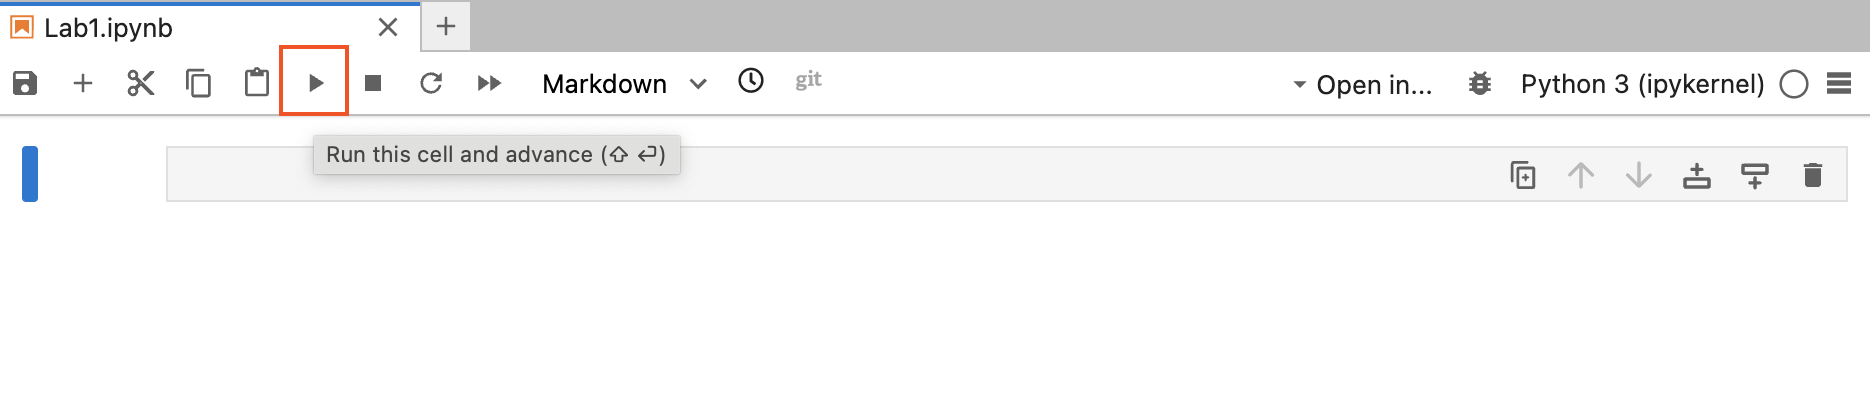 Lab1.ipynb
Markdown git Open in... Python 3 (ipykernel)
Run this cell and advance (⇧ ⏎)